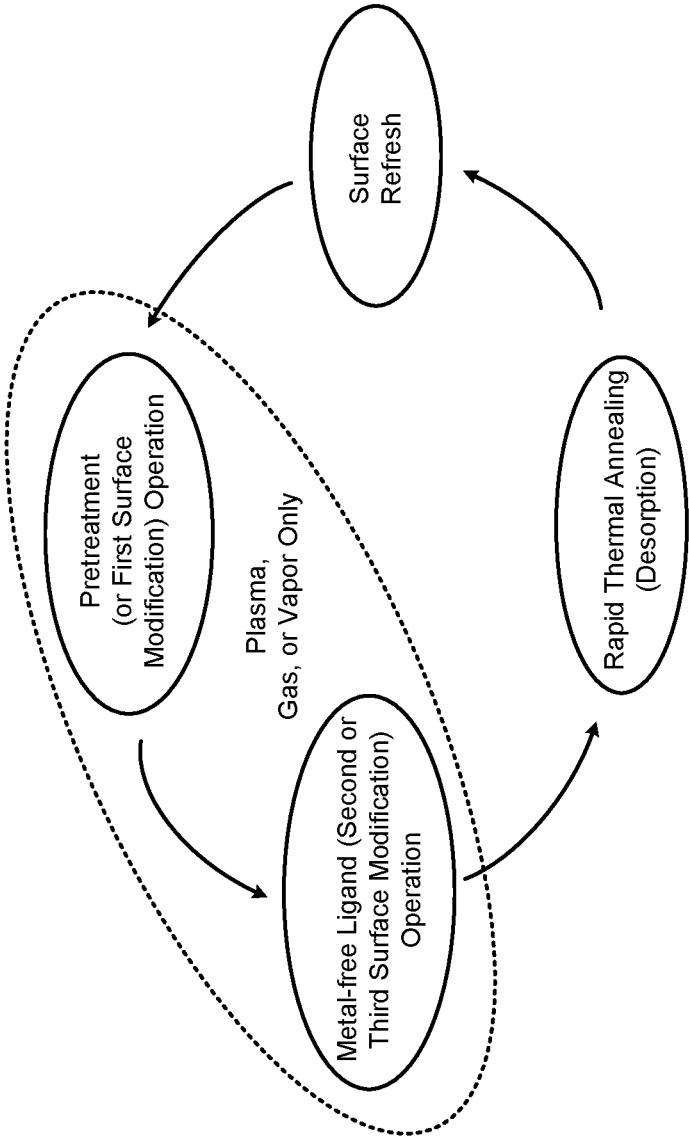 Pretreatment
(or First Surface
Modification) Operation
Plasma,
Gas, or Vapor Only
Metal-free Ligand (Second or
Third Surface Modification)
Operation
Surface
Refresh
Rapid Thermal Annealing
(Desorption)